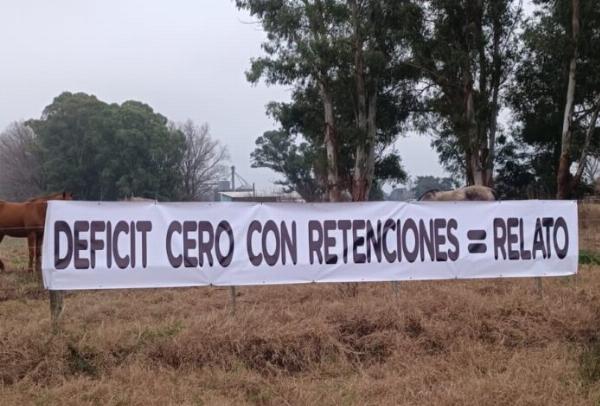 DEFICIT CERO CON RETENCIONES = RELATO